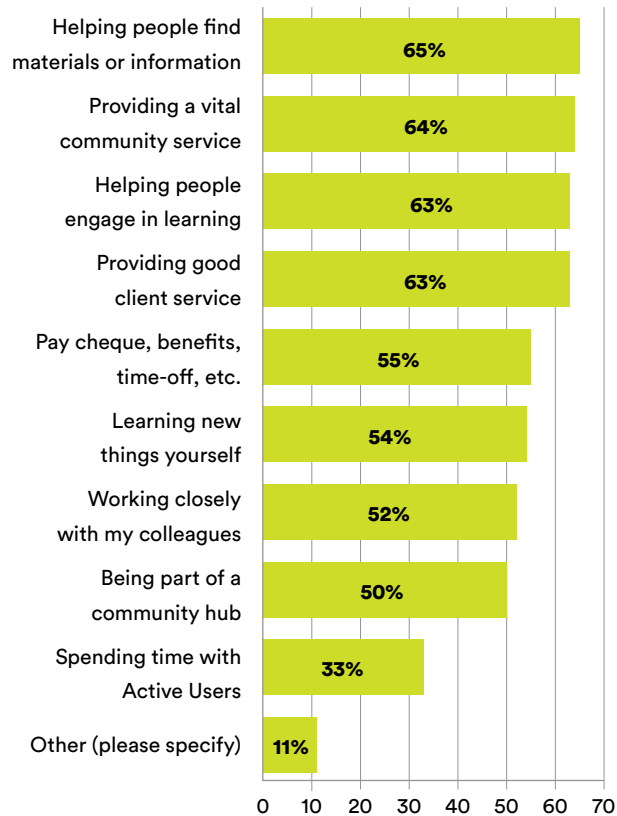 Helping people find
materials or information
65%
Providing a vital
community service
64%
Helping people
engage in learning
63%
Providing good
client service
63%
Pay cheque, benefits,
time-off, etc.
55%
Learning new
things yourself
54%
Working closely
with my colleagues
52%
Being part of a
community hub
50%
Spending time with
Active Users
33%
Other (please specify)
11%
0 10 20 30 40 50 60 70